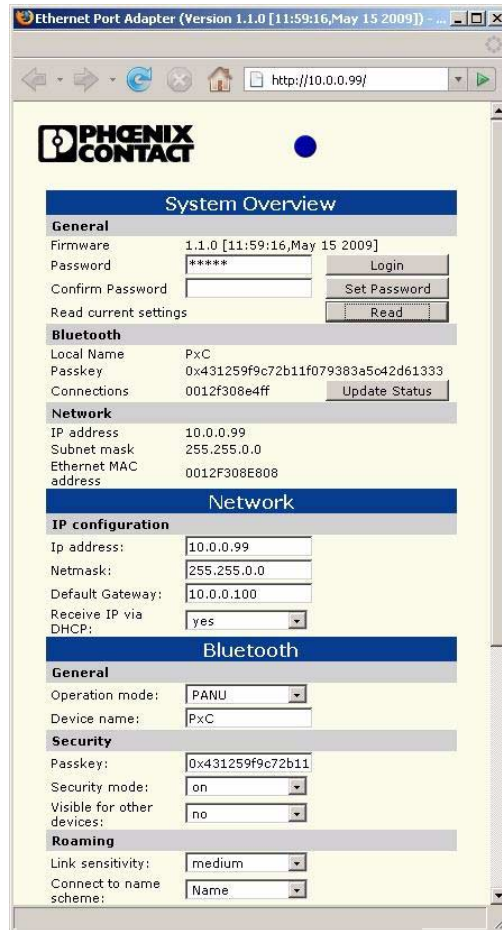 Ethernet Port Adapter (Version 1.1.0 [11:59:16,May 15 2009]) - ...
http://10.0.0.99/
PHŒNIX
CONTACT
System Overview
General
Firmware 1.1.0 [11:59:16,May 15 2009]
Password ***** Login
Confirm Password Set Password
Read current settings Read
Bluetooth
Local Name PxC
Passkey 0x431259f9c72b11f079383a5c42d61333
Connections 0012f308e4ff Update Status
Network
IP address 10.0.0.99
Subnet mask 255.255.0.0
Ethernet MAC
address 0012F308E808
Network
IP configuration
Ip address: 10.0.0.99
Netmask: 255.255.0.0
Default Gateway: 10.0.0.100
Receive IP via
DHCP: yes
Bluetooth
General
Operation mode: PANU
Device name: PxC
Security
Passkey: 0x431259f9c72b11
Security mode: on
Visible for other
devices: no
Roaming
Link sensitivity: medium
Connect to name
scheme: Name